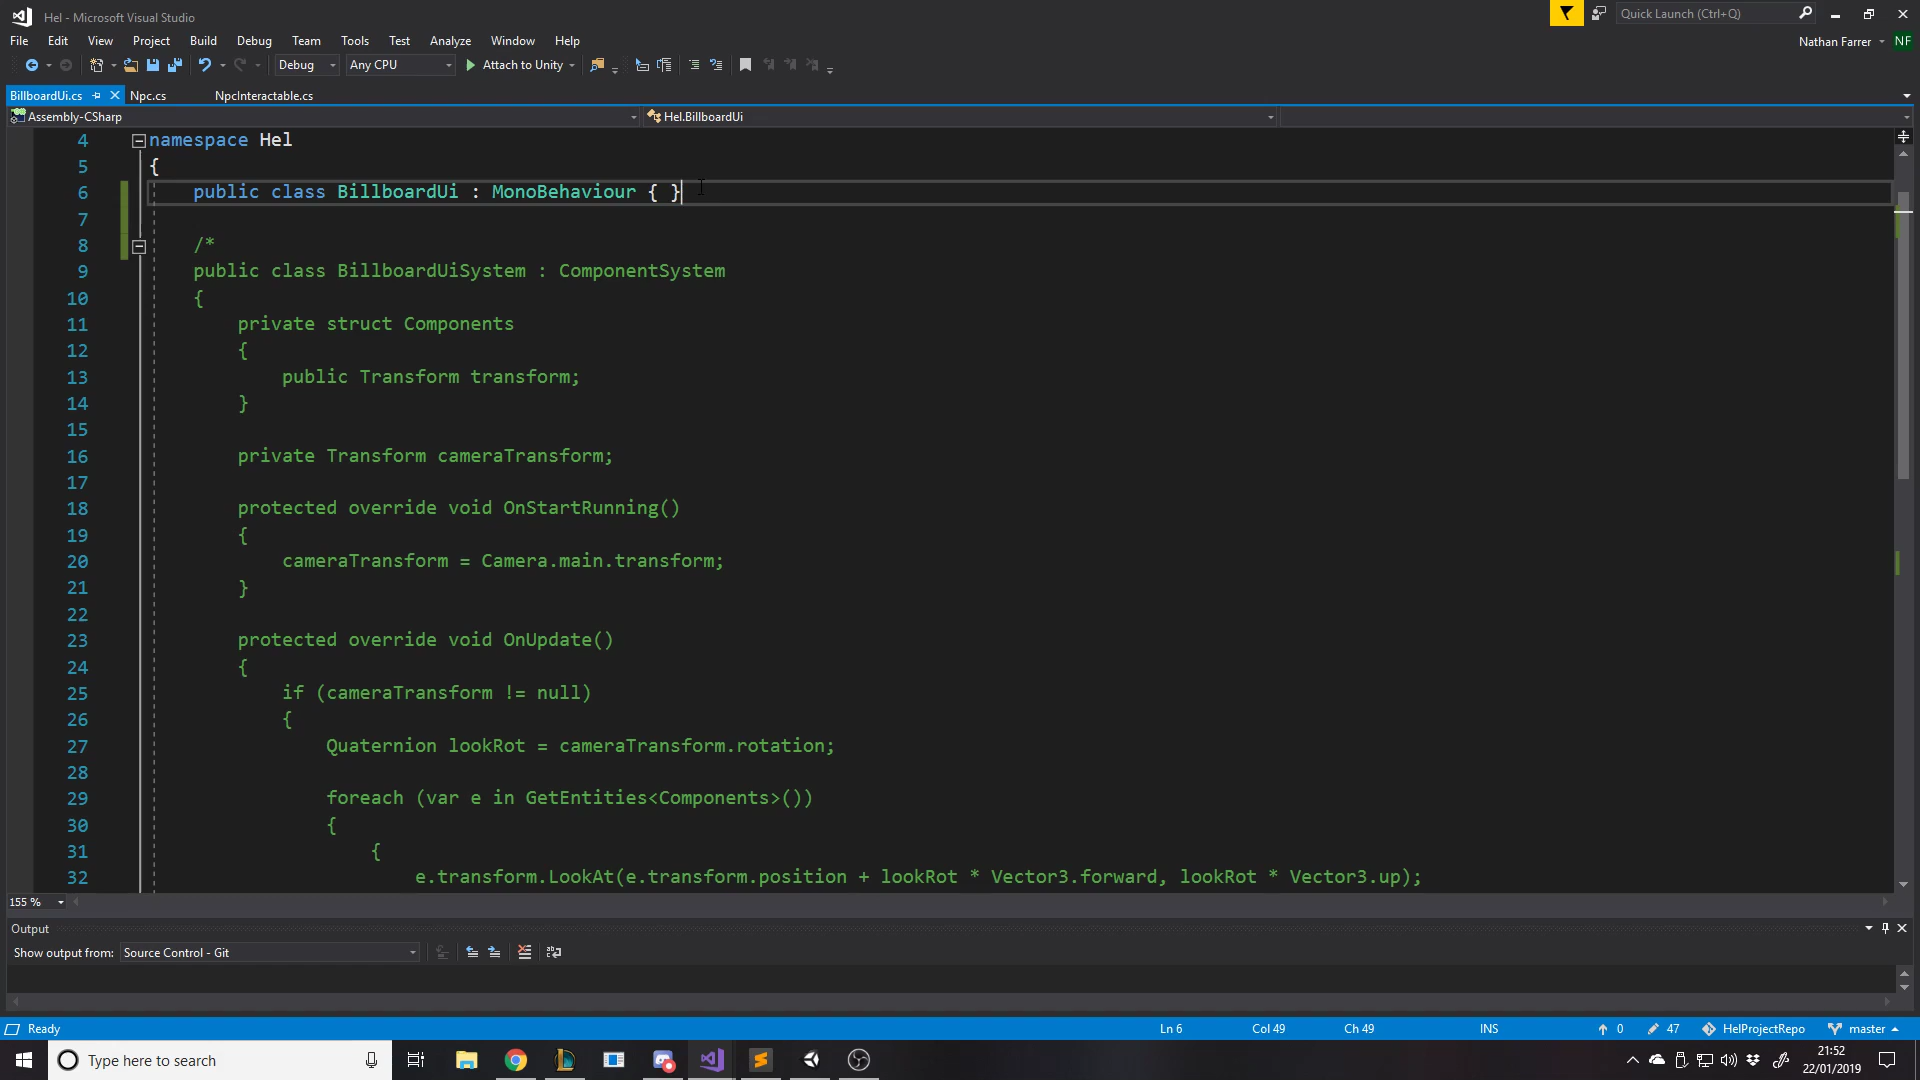 Hel - Microsoft Visual Studio
Quick Launch (Ctrl+Q)
File Edit View Project Build Debug Team Tools Test Analyze Window Help
Nathan Farrer NF
Debug Any CPU Attach to Unity
BillboardUi.cs Npc.cs NpcInteractable.cs
Assembly-CSharp Hel.BillboardUi
4 namespace Hel
5 {
6 public class BillboardUi : MonoBehaviour { }
7
8 /*
9 public class BillboardUiSystem : ComponentSystem
10 {
11 private struct Components
12 {
13 public Transform transform;
14 }
15
16 private Transform cameraTransform;
17
18 protected override void OnStartRunning()
19 {
20 cameraTransform = Camera.main.transform;
21 }
22
23 protected override void OnUpdate()
24 {
25 if (cameraTransform != null)
26 {
27 Quaternion lookRot = cameraTransform.rotation;
28
29 foreach (var e in GetEntities<Components>())
30 {
31 {
32 e.transform.LookAt(e.transform.position + lookRot * Vector3.forward, lookRot * Vector3.up);
155 %
Output
Show output from: Source Control - Git
Ready Ln 6 Col 49 Ch 49 INS 0 47 HelProjectRepo master
Type here to search
21:52
22/01/2019